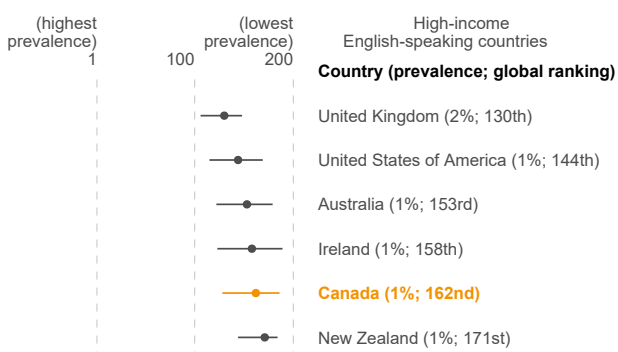 (highest prevalence)
1
100
(lowest prevalence)
200
High-income
English-speaking countries
Country (prevalence; global ranking)
United Kingdom (2%; 130th)
United States of America (1%; 144th)
Australia (1%; 153rd)
Ireland (1%; 158th)
Canada (1%; 162nd)
New Zealand (1%; 171st)